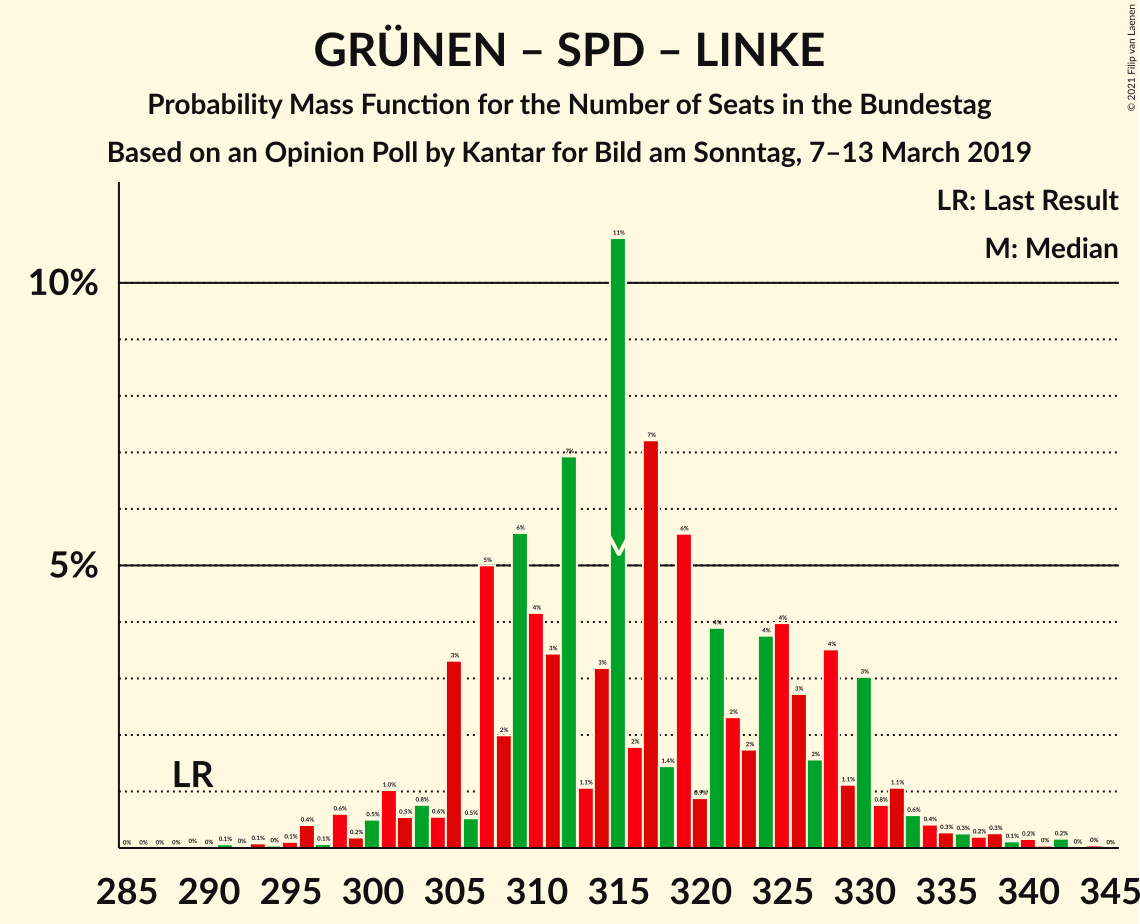 GRÜNEN – SPD – LINKE
Probability Mass Function for the Number of Seats in the Bundestag
Based on an Opinion Poll by Kantar for Bild am Sonntag, 7–13 March 2019
© 2021 Filip van Laenen
LR: Last Result
M: Median
10%
5%
LR
M
0% 0% 0% 0% 0% 0% 0.1% 0% 0.1% 0% 0.1% 0.4% 0.1% 0.6% 0.2% 0.5% 1.0% 0.5% 0.8% 0.6% 3% 0.5% 5% 2% 6% 4% 3% 7% 1.1% 3% 11% 2% 7% 1.4% 6% 0.9% 4% 2% 2% 4% 4% 3% 2% 4% 1.1% 3% 0.8% 1.1% 0.6% 0.4% 0.3% 0.3% 0.2% 0.3% 0.1% 0.2% 0% 0.2% 0% 0% 0%
285 290 295 300 305 310 315 320 325 330 335 340 345